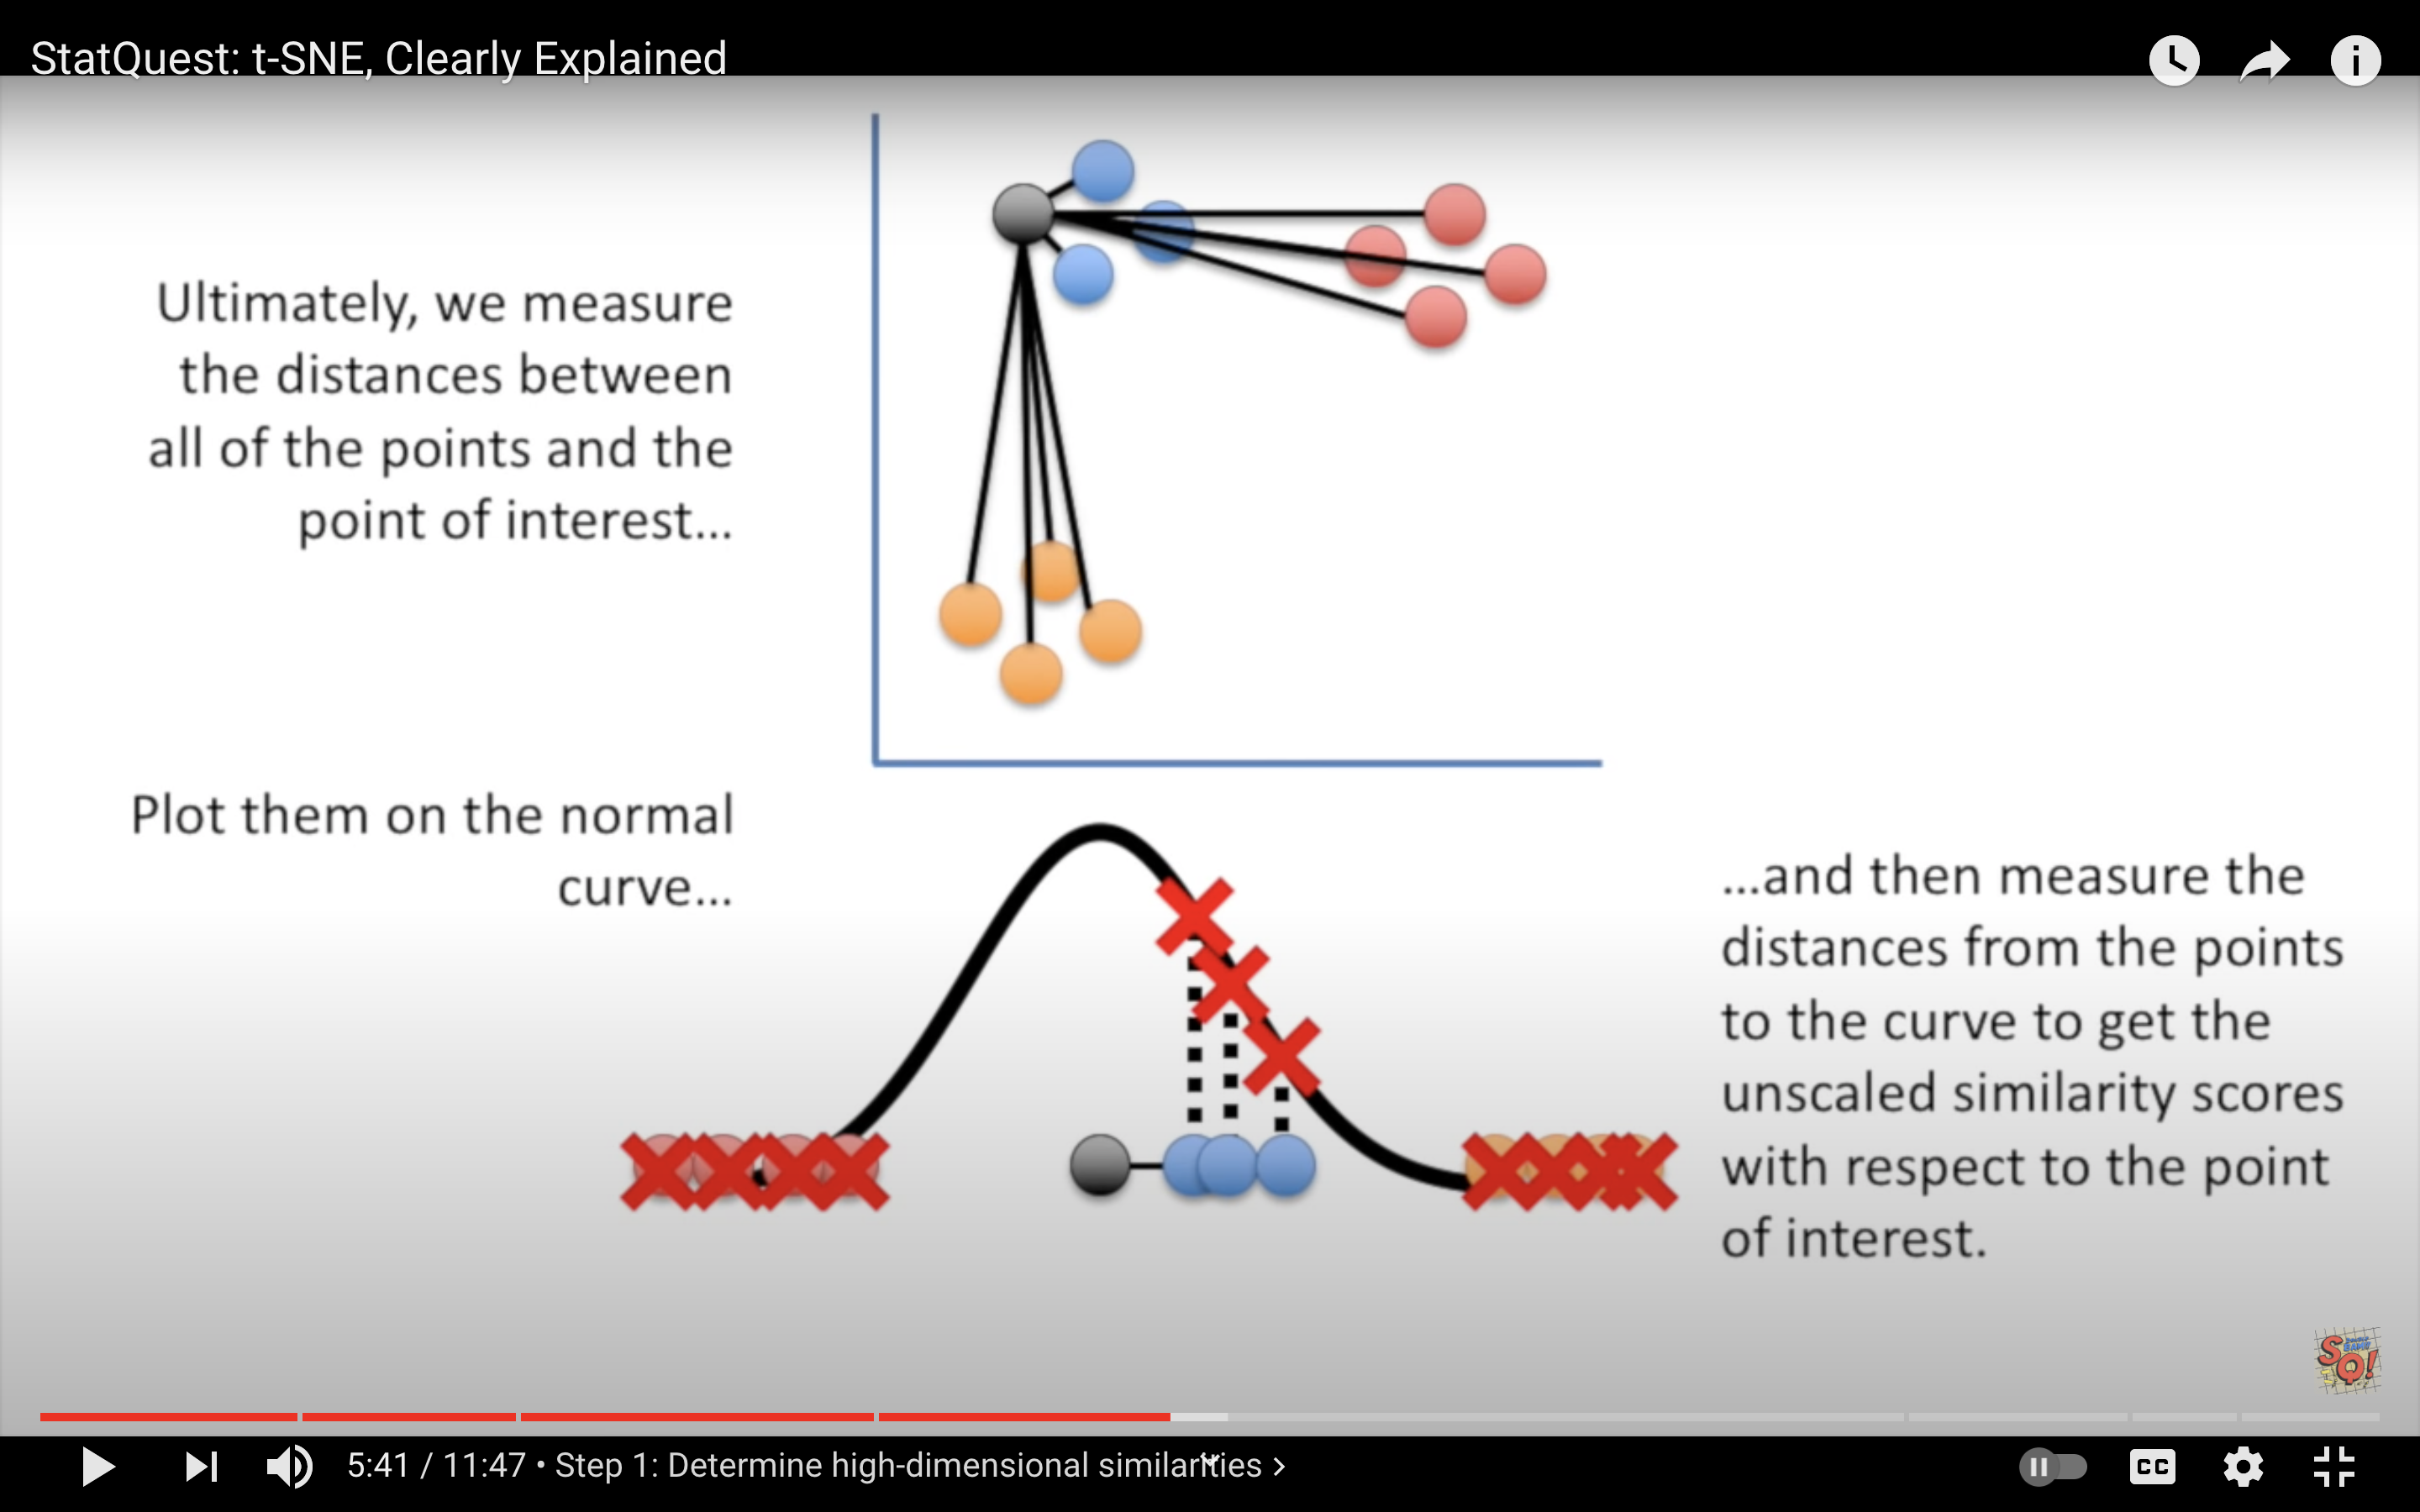 StatQuest: t-SNE, Clearly Explained
Ultimately, we measure
the distances between
all of the points and the
point of interest...
Plot them on the normal
curve...
...and then measure the
distances from the points
to the curve to get the
unscaled similarity scores
with respect to the point
of interest.
SQ!
5:41 / 11:47 • Step 1: Determine high-dimensional similarities >
CC